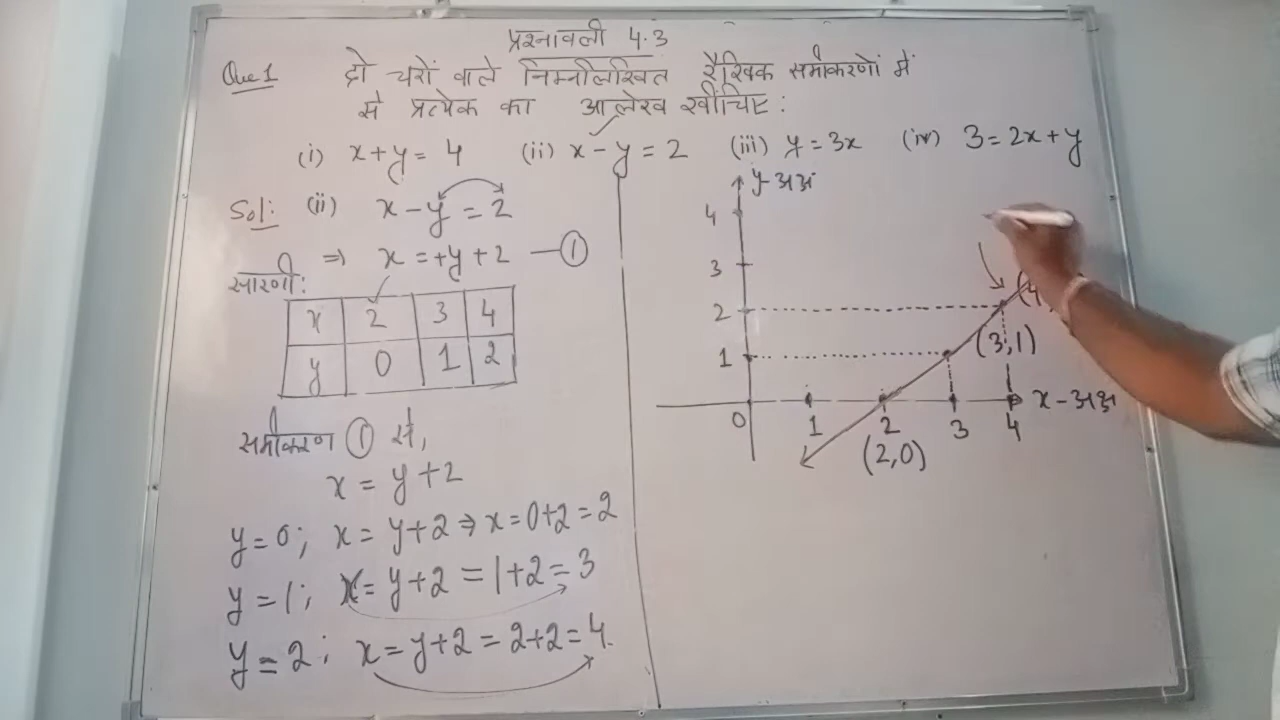 प्रश्नावली 4.3
Que 1 दो चरों वाले निम्नलिखित रैखिक समीकरणों में
से प्रत्येक का आलेख खींचिए :
(i) x+y = 4 (ii) x-y = 2 (iii) y = 3x (iv) 3 = 2x+y
Sol: (ii) x-y = 2
⇒ x = +y+2 — ①
सारणी:
x 2 3 4
y 0 1 2
समीकरण ① से,
x = y+2
y=0; x = y+2 ⇒ x=0+2=2
y=1; x= y+2 = 1+2=3
y=2; x=y+2=2+2=4.
y-अक्ष
4
3
2
1
(4,
(3,1)
x-अक्ष
0 1 2 3 4
(2,0)